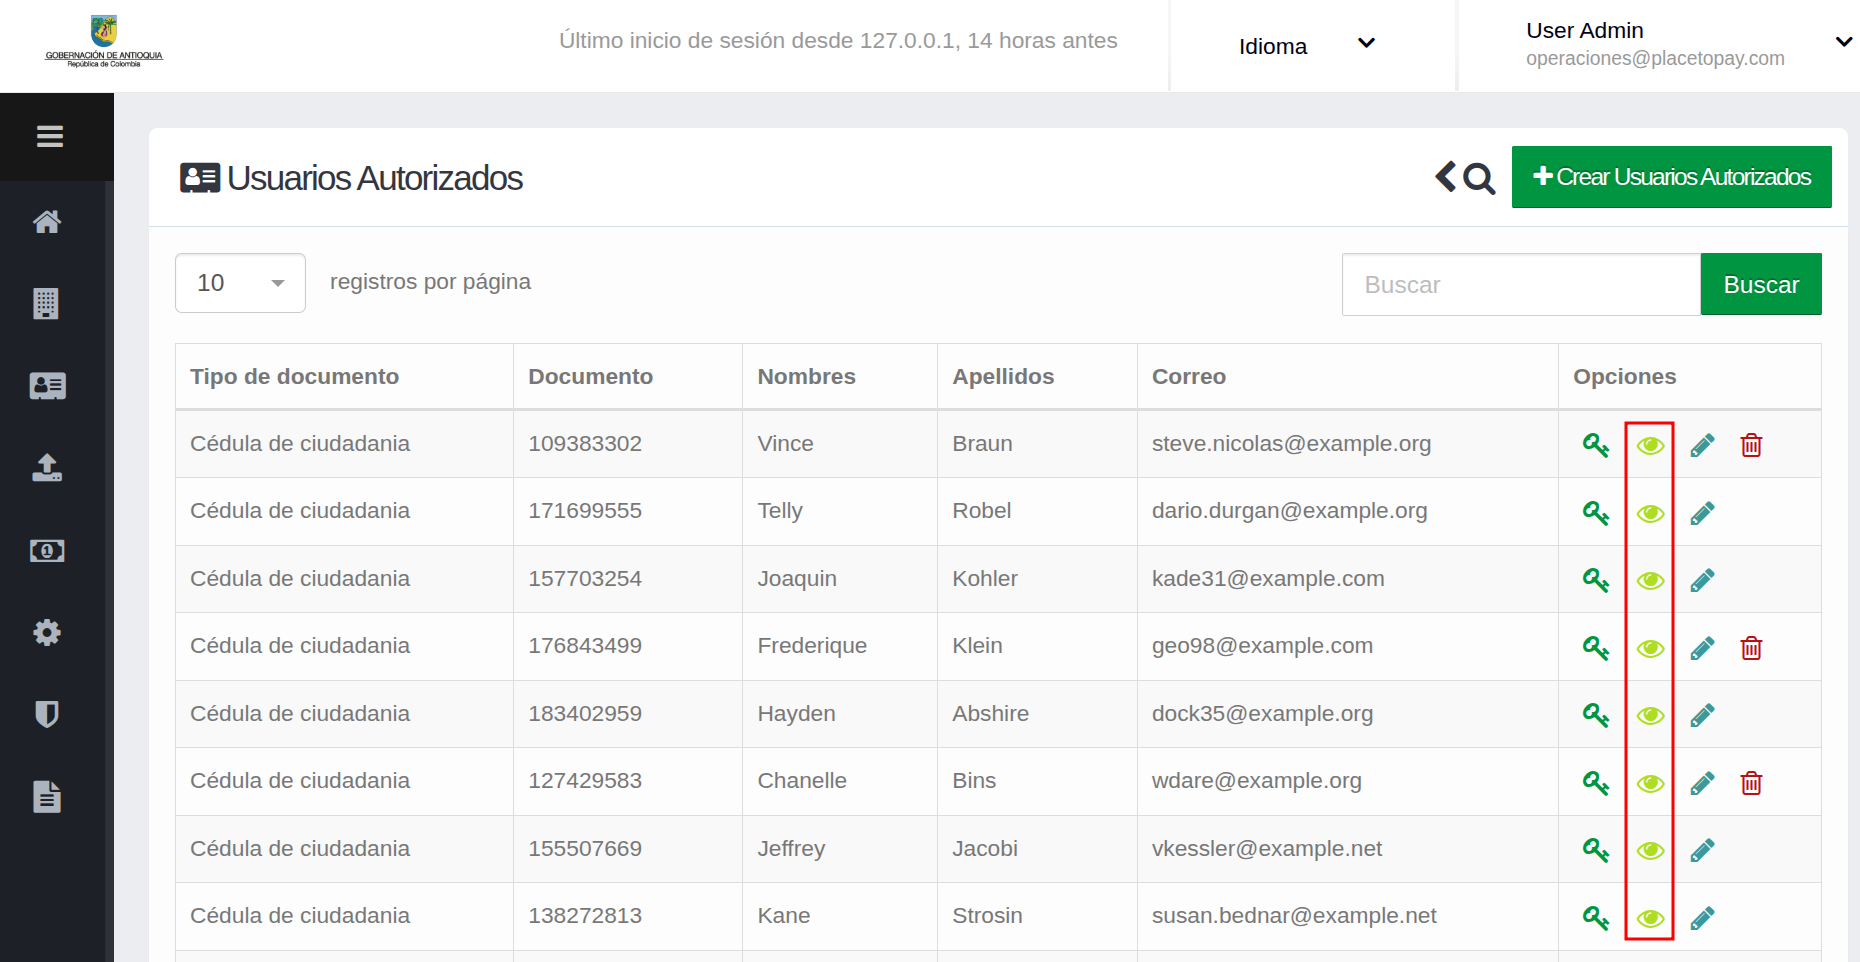 GOBERNACIÓN DE ANTIOQUIA
República de Colombia
Último inicio de sesión desde 127.0.0.1, 14 horas antes
Idioma
User Admin
operaciones@placetopay.com
Usuarios Autorizados
Crear Usuarios Autorizados
10 registros por página
Buscar Buscar
Tipo de documento Documento Nombres Apellidos Correo Opciones
Cédula de ciudadania 109383302 Vince Braun steve.nicolas@example.org
Cédula de ciudadania 171699555 Telly Robel dario.durgan@example.org
Cédula de ciudadania 157703254 Joaquin Kohler kade31@example.com
Cédula de ciudadania 176843499 Frederique Klein geo98@example.com
Cédula de ciudadania 183402959 Hayden Abshire dock35@example.org
Cédula de ciudadania 127429583 Chanelle Bins wdare@example.org
Cédula de ciudadania 155507669 Jeffrey Jacobi vkessler@example.net
Cédula de ciudadania 138272813 Kane Strosin susan.bednar@example.net